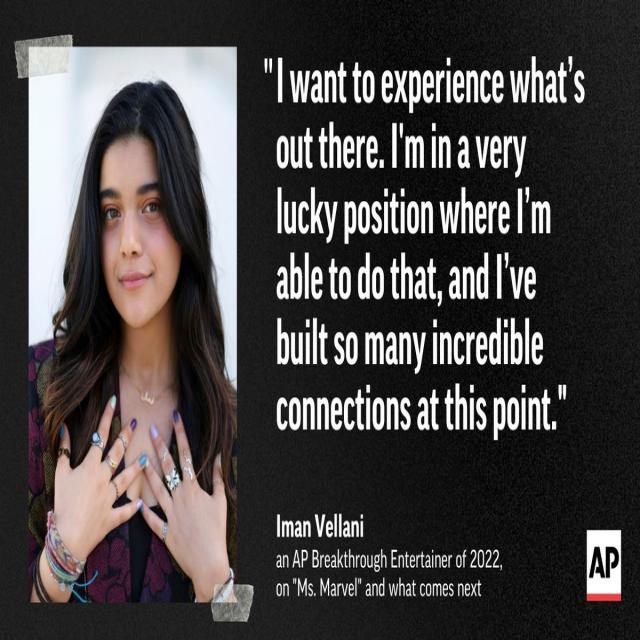 "I want to experience what's
out there. I'm in a very
lucky position where I'm
able to do that, and I've
built so many incredible
connections at this point."
Iman Vellani
an AP Breakthrough Entertainer of 2022,
on "Ms. Marvel" and what comes next
AP